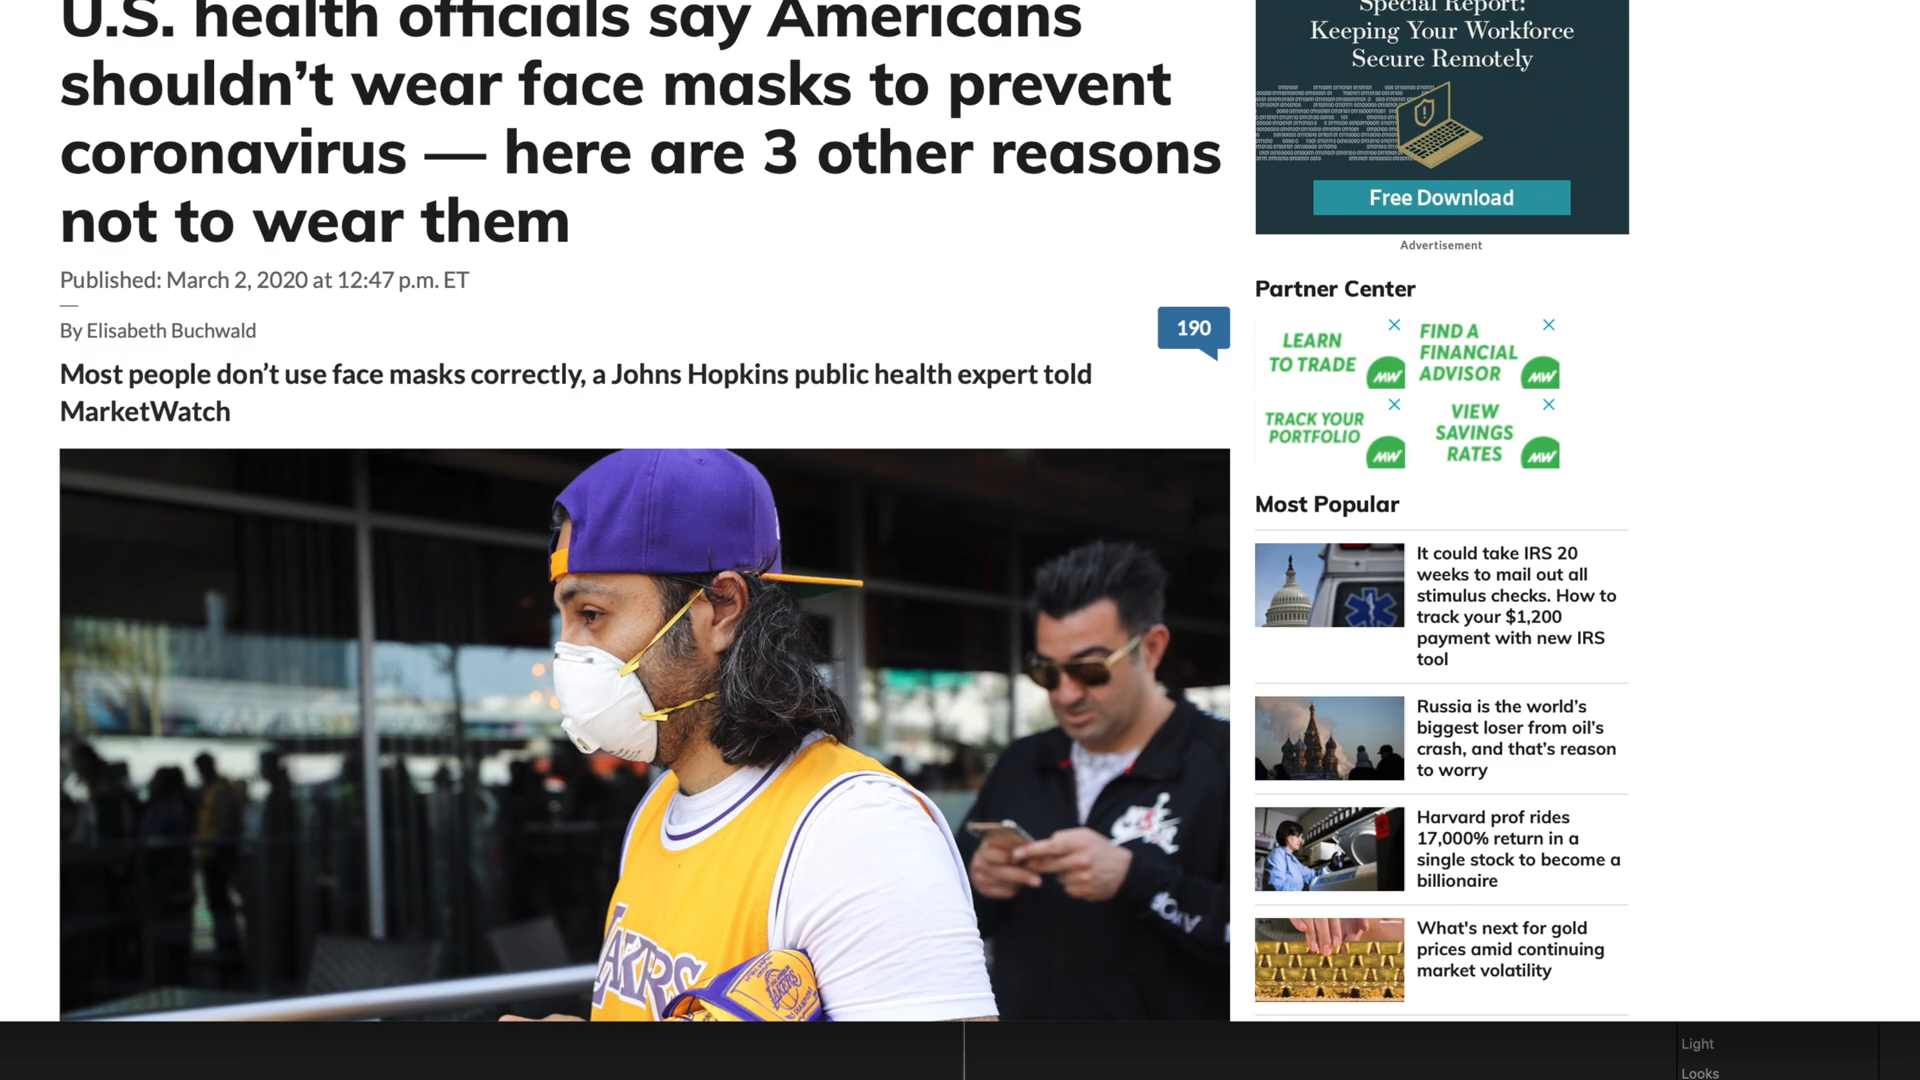 U.S. health officials say Americans
shouldn’t wear face masks to prevent
coronavirus — here are 3 other reasons
not to wear them
Published: March 2, 2020 at 12:47 p.m. ET
By Elisabeth Buchwald
190
Most people don’t use face masks correctly, a Johns Hopkins public health expert told
MarketWatch
LAKERS
LAKERS
Special Report:
Keeping Your Workforce
Secure Remotely
Free Download
Advertisement
Partner Center
LEARN
TO TRADE
MW
FIND A
FINANCIAL
ADVISOR
MW
TRACK YOUR
PORTFOLIO
MW
VIEW
SAVINGS
RATES
MW
Most Popular
It could take IRS 20
weeks to mail out all
stimulus checks. How to
track your $1,200
payment with new IRS
tool
Russia is the world’s
biggest loser from oil’s
crash, and that’s reason
to worry
Harvard prof rides
17,000% return in a
single stock to become a
billionaire
What's next for gold
prices amid continuing
market volatility
Light
Looks